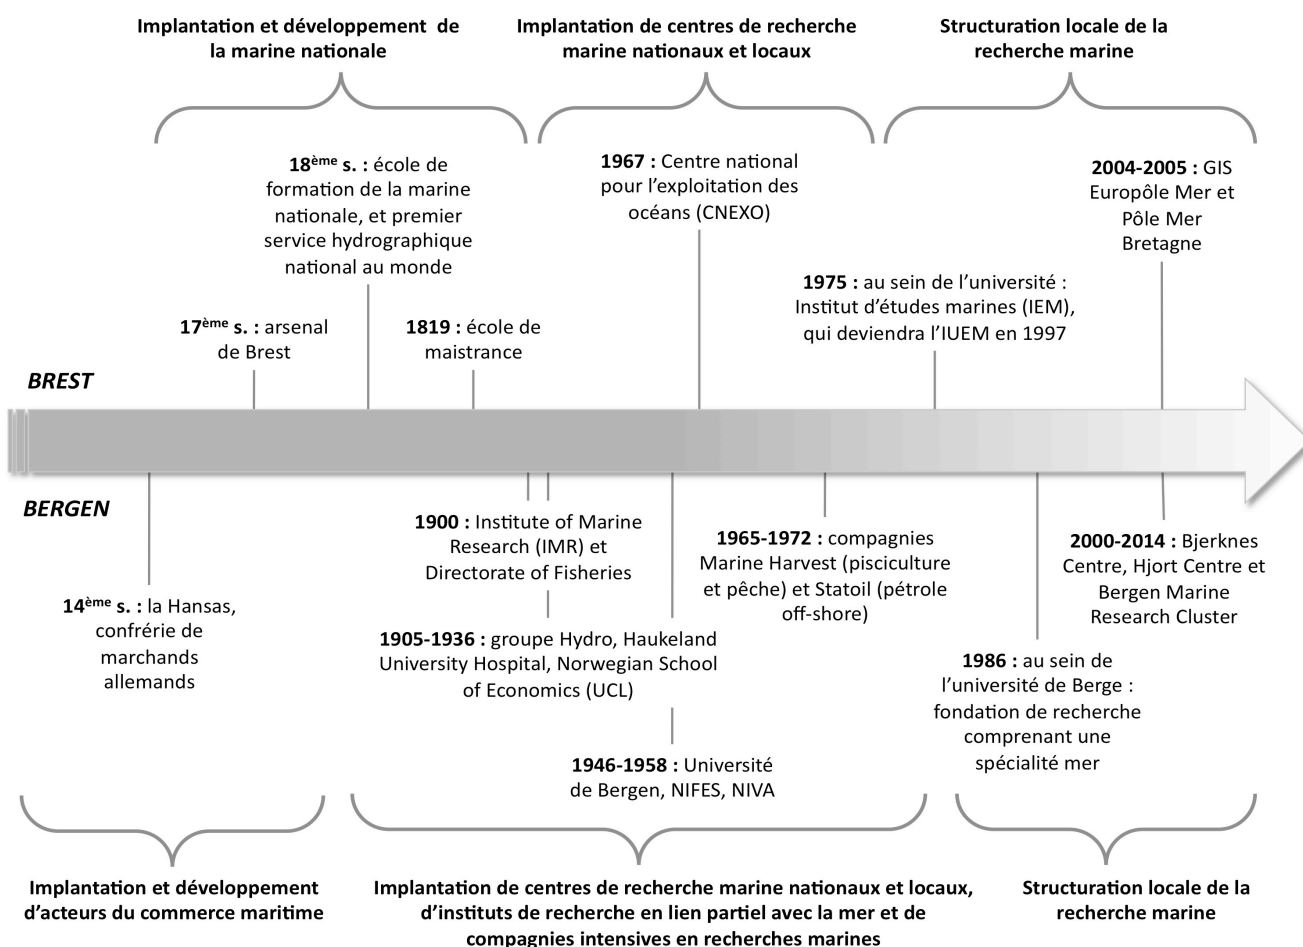 Implantation et développement de
la marine nationale
Implantation de centres de recherche
marine nationaux et locaux
Structuration locale de la
recherche marine
18ème s. : école de
formation de la marine
nationale, et premier
service hydrographique
national au monde
1967 : Centre national
pour l’exploitation des
océans (CNEXO)
2004-2005 : GIS
Europôle Mer et
Pôle Mer
Bretagne
1975 : au sein de l’université :
Institut d’études marines (IEM),
qui deviendra l’IUEM en 1997
17ème s. : arsenal
de Brest
1819 : école de
maistrance
BREST
BERGEN
1900 : Institute of Marine
Research (IMR) et
Directorate of Fisheries
1965-1972 : compagnies
Marine Harvest (pisciculture
et pêche) et Statoil (pétrole
off-shore)
2000-2014 : Bjerknes
Centre, Hjort Centre et
Bergen Marine
Research Cluster
14ème s. : la Hansas,
confrérie de
marchands
allemands
1905-1936 : groupe Hydro, Haukeland
University Hospital, Norwegian School
of Economics (UCL)
1986 : au sein de
l’université de Berge :
fondation de recherche
comprenant une
spécialité mer
1946-1958 : Université
de Bergen, NIFES, NIVA
Implantation et développement
d’acteurs du commerce maritime
Implantation de centres de recherche marine nationaux et locaux,
d’instituts de recherche en lien partiel avec la mer et de
compagnies intensives en recherches marines
Structuration locale de la
recherche marine